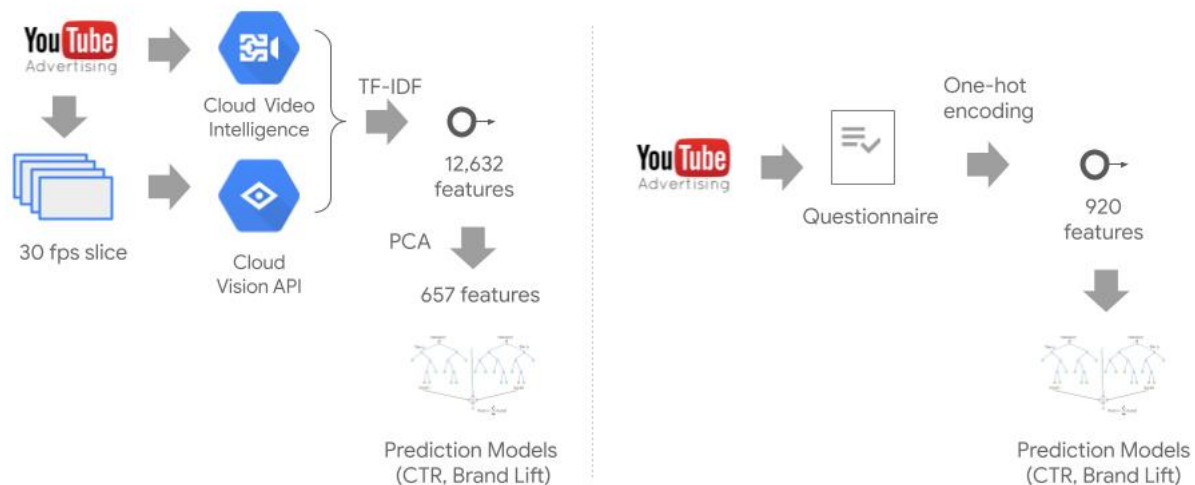 YouTube
Advertising
Cloud Video
Intelligence
TF-IDF
12,632
features
30 fps slice
Cloud
Vision API
PCA
657 features
Prediction Models
(CTR, Brand Lift)
YouTube
Advertising
Questionnaire
One-hot
encoding
920
features
Prediction Models
(CTR, Brand Lift)